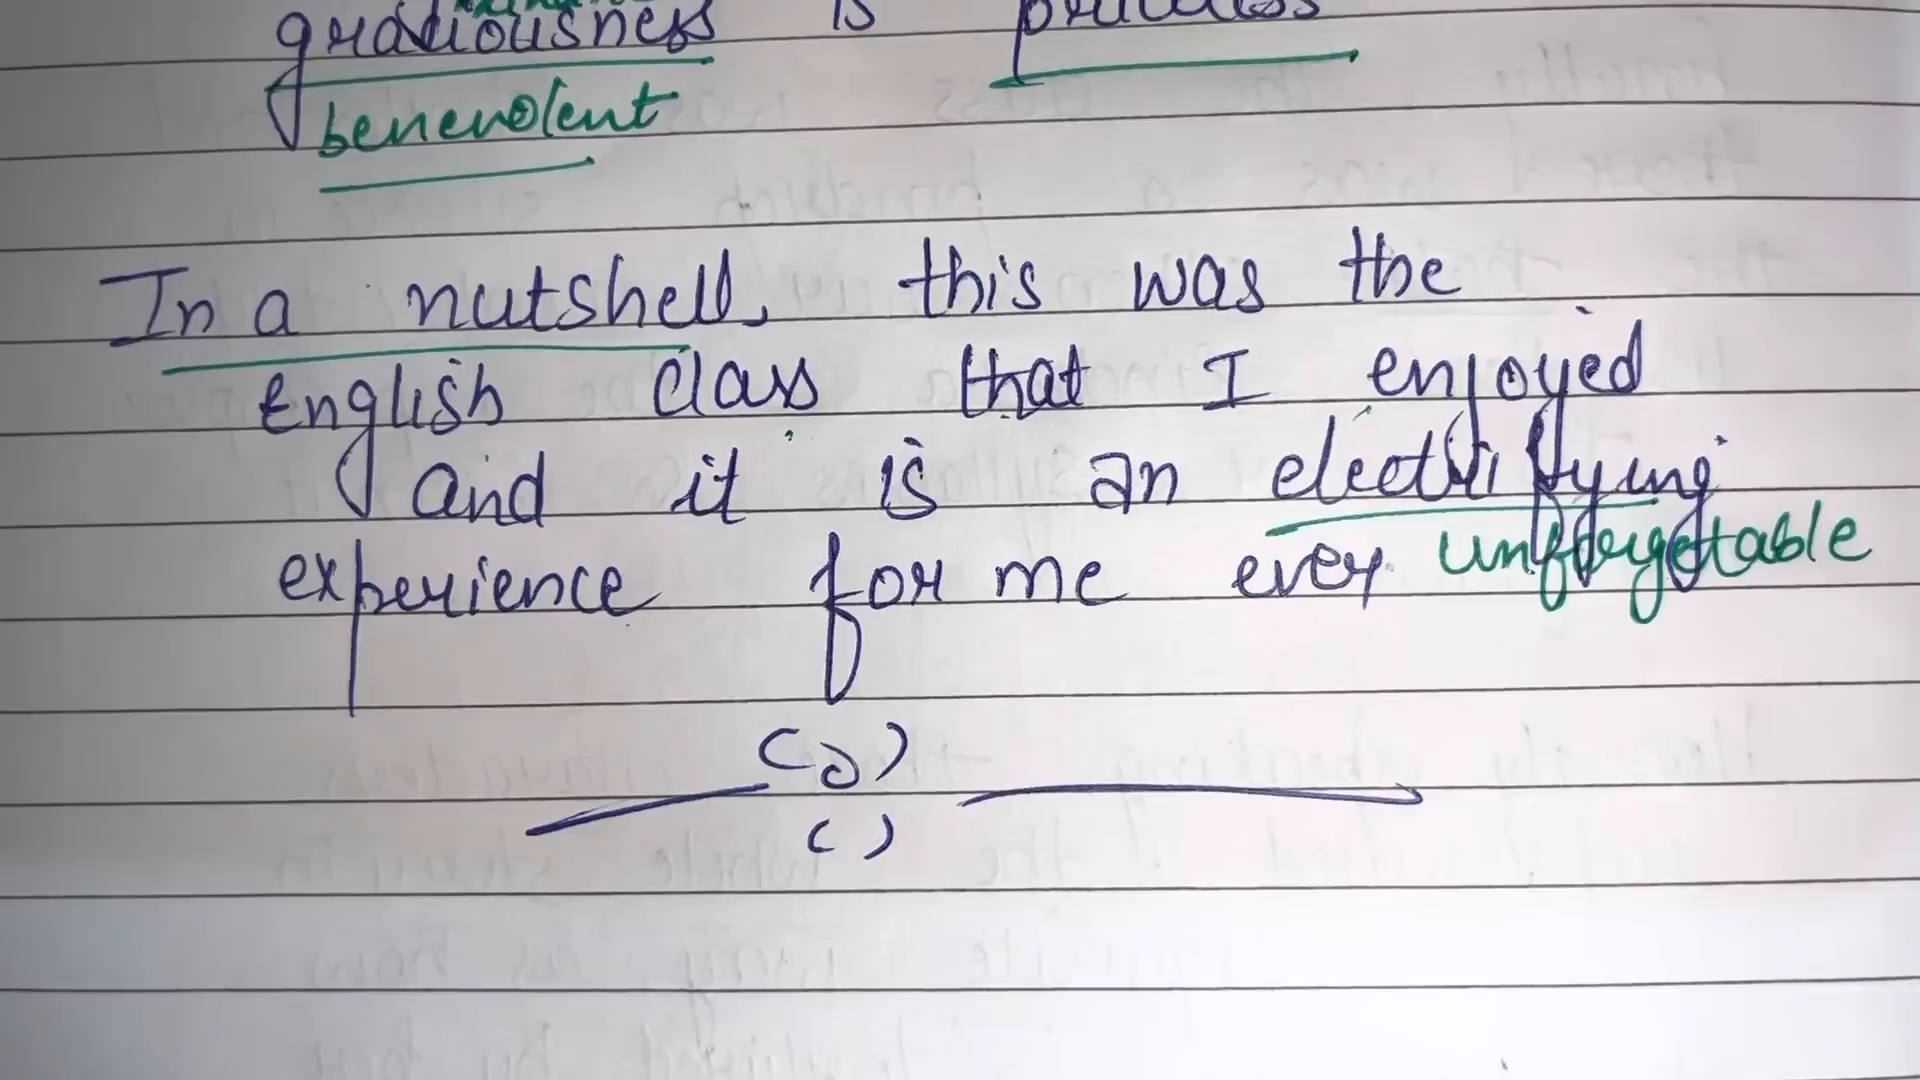 graciousness is priceless
benevolent
In a nutshell, this was the
English class that I enjoyed
and it is an electrifying
experience for me ever unforgettable